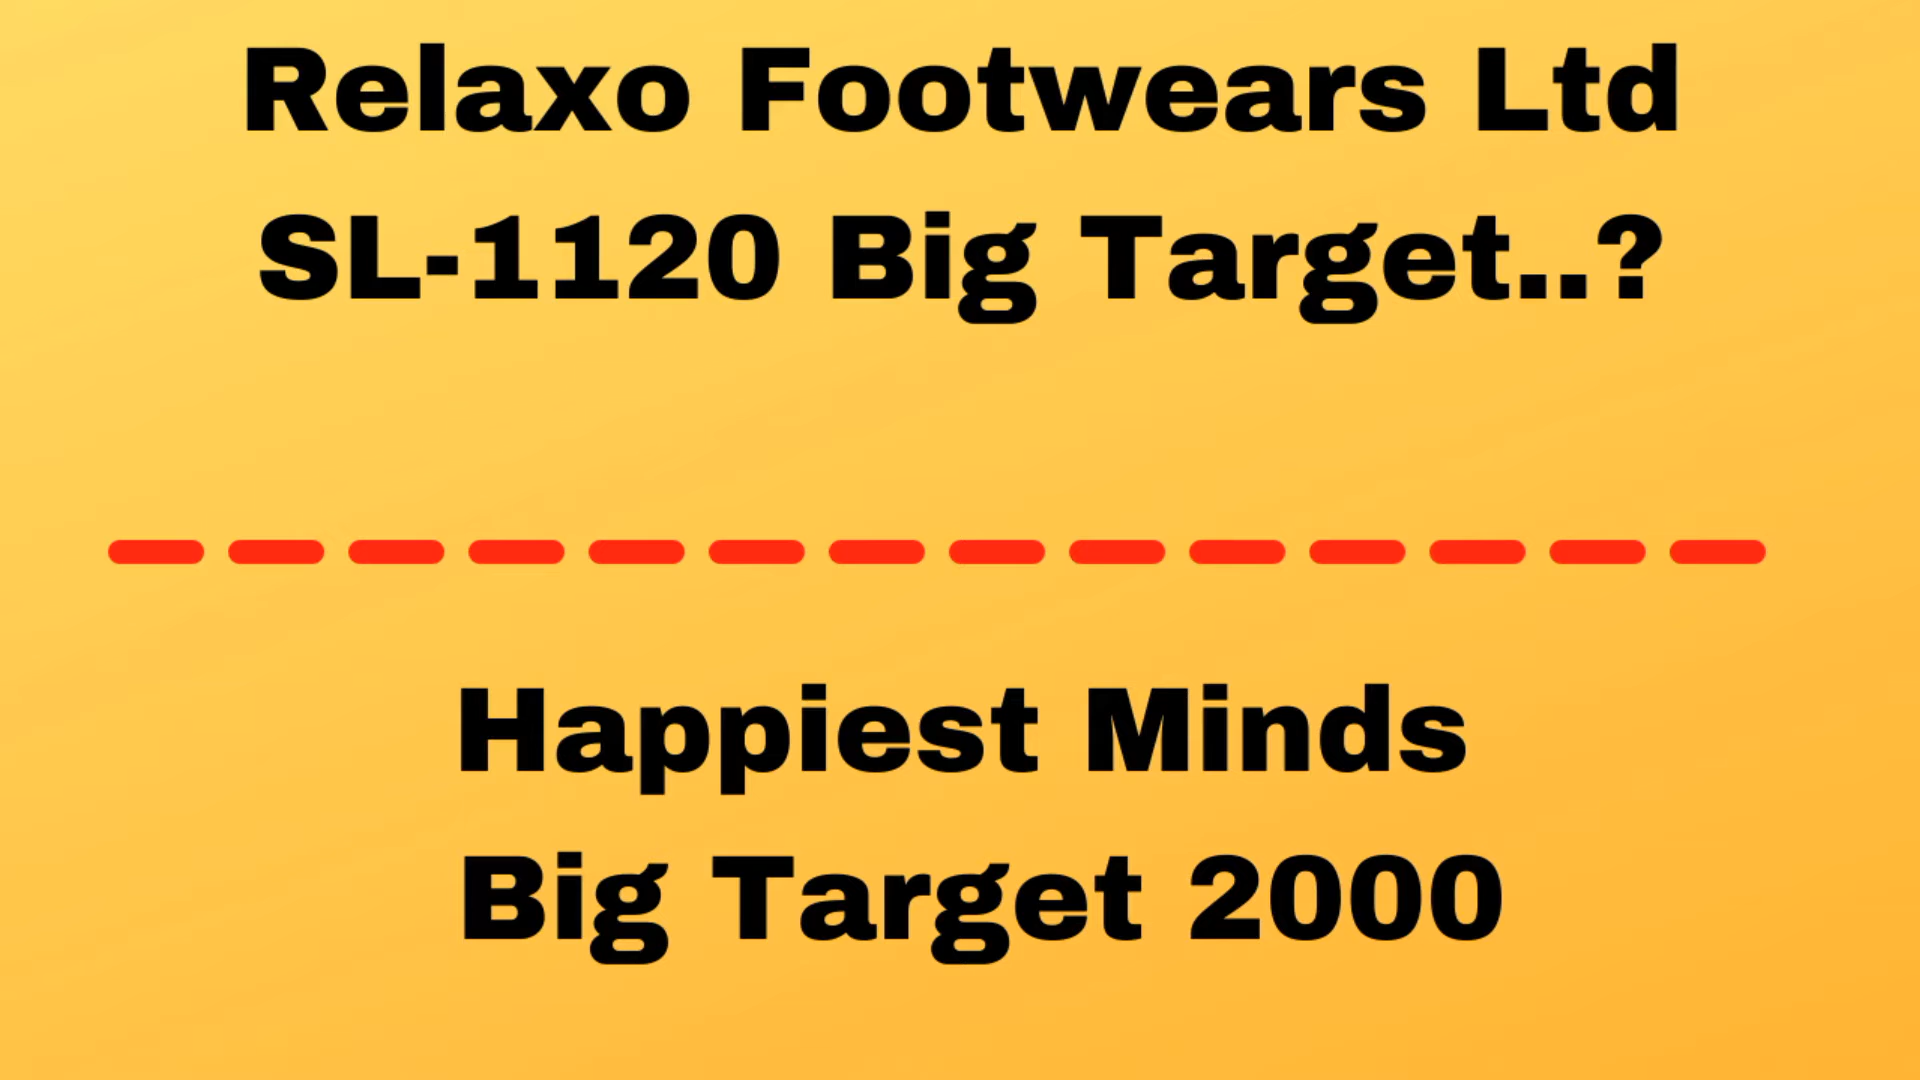 Relaxo Footwears Ltd
SL-1120 Big Target..?
Happiest Minds
Big Target 2000